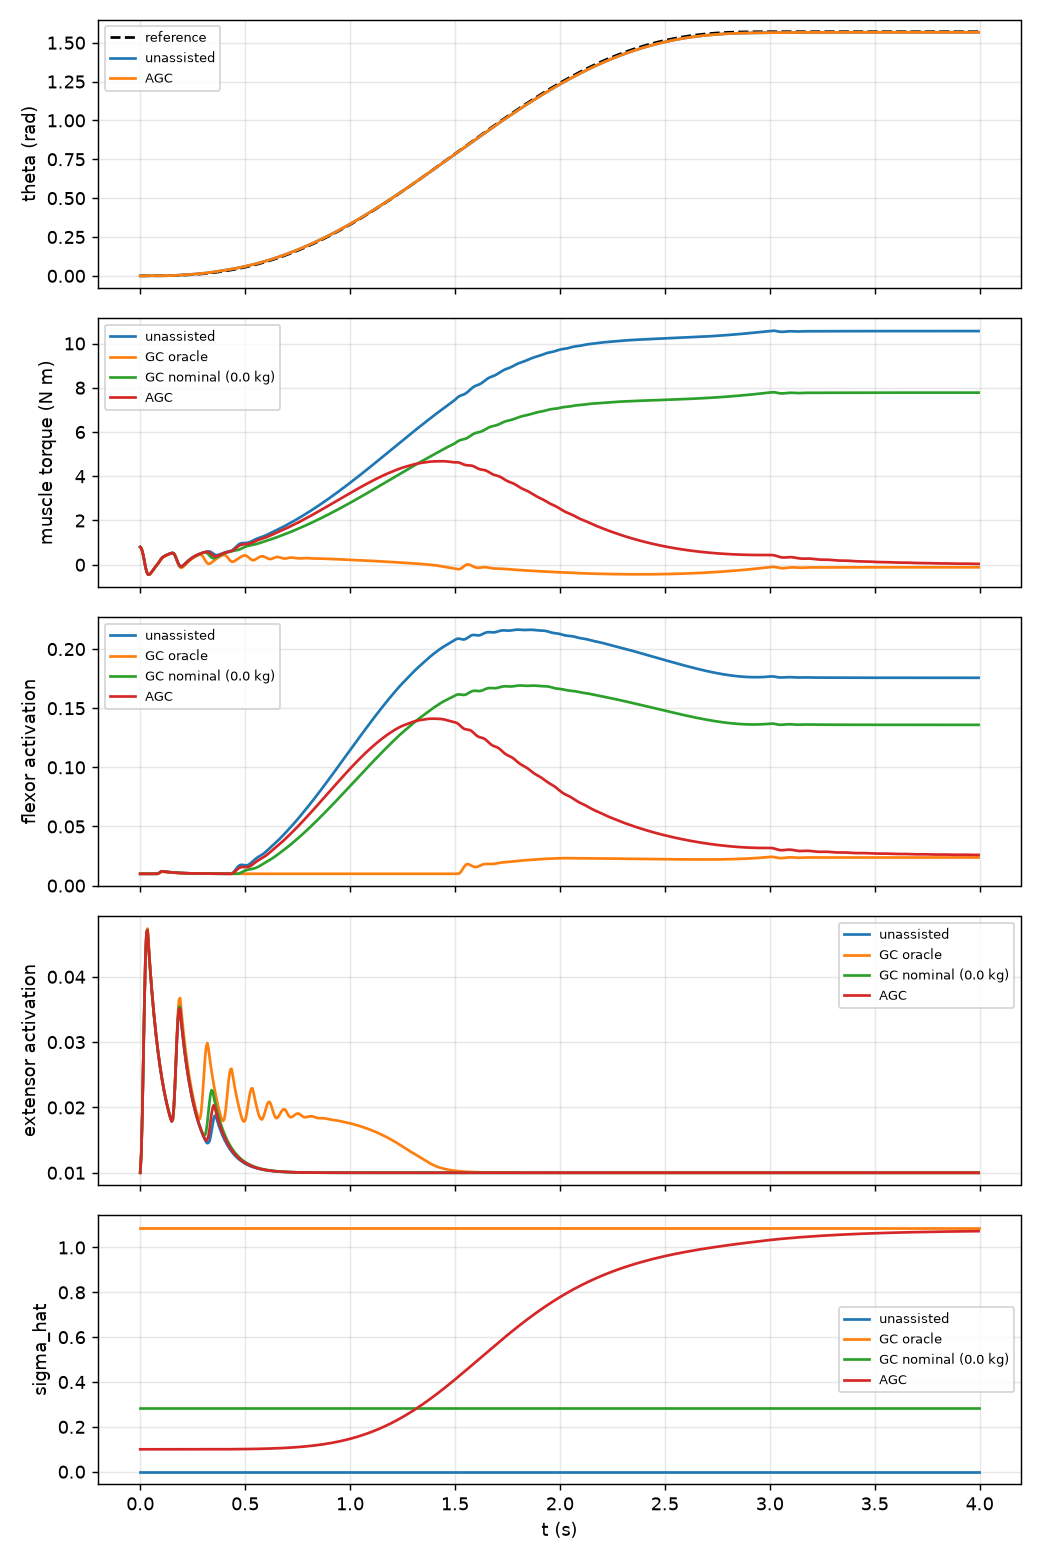 theta (rad)
1.50
1.25
1.00
0.75
0.50
0.25
0.00
reference
unassisted
AGC
muscle torque (N m)
10
8
6
4
2
0
unassisted
GC oracle
GC nominal (0.0 kg)
AGC
flexor activation
0.20
0.15
0.10
0.05
0.00
unassisted
GC oracle
GC nominal (0.0 kg)
AGC
extensor activation
0.04
0.03
0.02
0.01
unassisted
GC oracle
GC nominal (0.0 kg)
AGC
sigma_hat
1.0
0.8
0.6
0.4
0.2
0.0
unassisted
GC oracle
GC nominal (0.0 kg)
AGC
0.0 0.5 1.0 1.5 2.0 2.5 3.0 3.5 4.0
t (s)